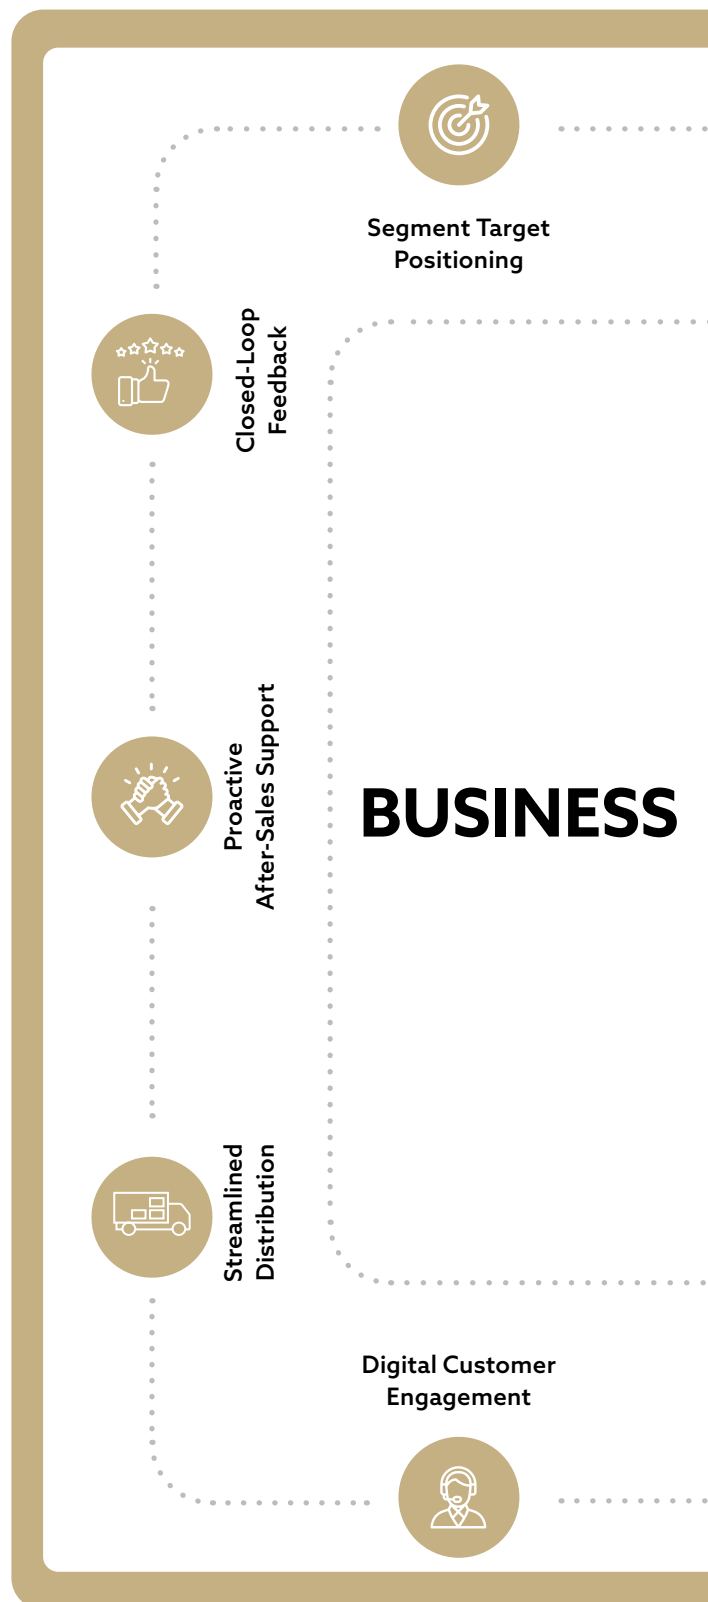 Segment Target
Positioning
Closed-Loop
Feedback
Proactive
After-Sales Support
BUSINESS
Streamlined
Distribution
Digital Customer
Engagement